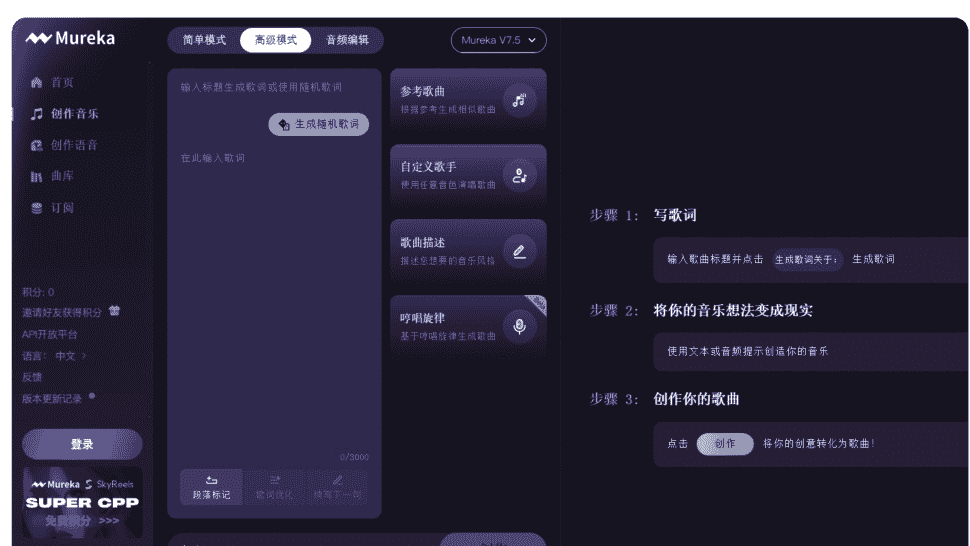 Mureka
简单模式 高级模式 音频编辑
Mureka V7.5
首页
创作音乐
创作语音
曲库
订阅
积分: 0
邀请好友获得积分
API开放平台
语言: 中文 >
反馈
版本更新记录
登录
Mureka SkyReels
SUPER CPP
免费积分 >>>
输入标题生成歌词或使用随机歌词
生成随机歌词
在此输入歌词
0/3000
段落标记 歌词优化 续写下一句
参考歌曲
根据参考生成相似歌曲
自定义歌手
使用任意音色演唱歌曲
歌曲描述
描述您想要的音乐风格
哼唱旋律
基于哼唱旋律生成歌曲
步骤 1: 写歌词
输入歌曲标题并点击 生成歌词关于: 生成歌词
步骤 2: 将你的音乐想法变成现实
使用文本或音频提示创造你的音乐
步骤 3: 创作你的歌曲
点击 创作 将你的创意转化为歌曲!